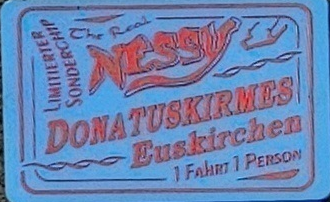 LIMITIERTER
SONDERCHIP
The Real
NESSY
DONATUSKIRMES
Euskirchen
1 FAHRT 1 PERSON